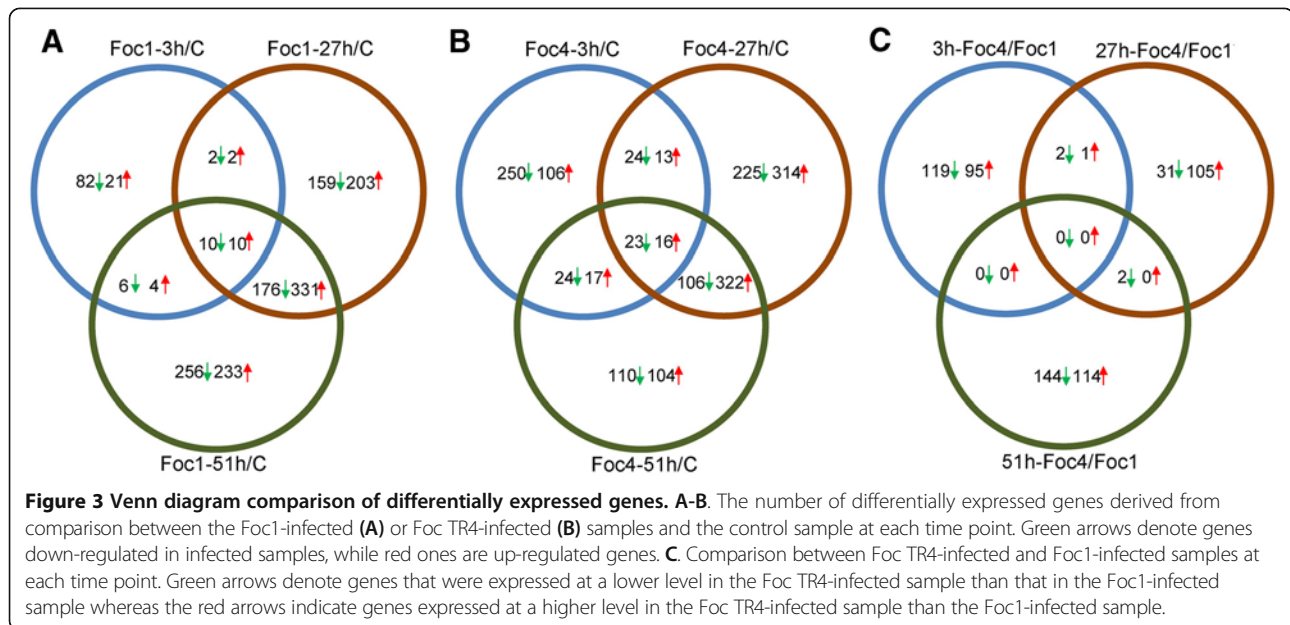 A
B
C
Foc1-3h/C
Foc1-27h/C
Foc4-3h/C
Foc4-27h/C
3h-Foc4/Foc1
27h-Foc4/Foc1
2↓2↑
24↓13↑
2↓ 1↑
82↓21↑
159↓203↑
250↓106↑
225↓314↑
119↓ 95↑
31↓105↑
10↓10↑
23↓16↑
0↓ 0↑
6↓ 4↑
176↓331↑
24↓17↑
106↓322↑
0↓ 0↑
2↓ 0↑
256↓233↑
110↓104↑
144↓114↑
Foc1-51h/C
Foc4-51h/C
51h-Foc4/Foc1
Figure 3 Venn diagram comparison of differentially expressed genes. A-B. The number of differentially expressed genes derived from
comparison between the Foc1-infected (A) or Foc TR4-infected (B) samples and the control sample at each time point. Green arrows denote genes
down-regulated in infected samples, while red ones are up-regulated genes. C. Comparison between Foc TR4-infected and Foc1-infected samples at
each time point. Green arrows denote genes that were expressed at a lower level in the Foc TR4-infected sample than that in the Foc1-infected
sample whereas the red arrows indicate genes expressed at a higher level in the Foc TR4-infected sample than the Foc1-infected sample.